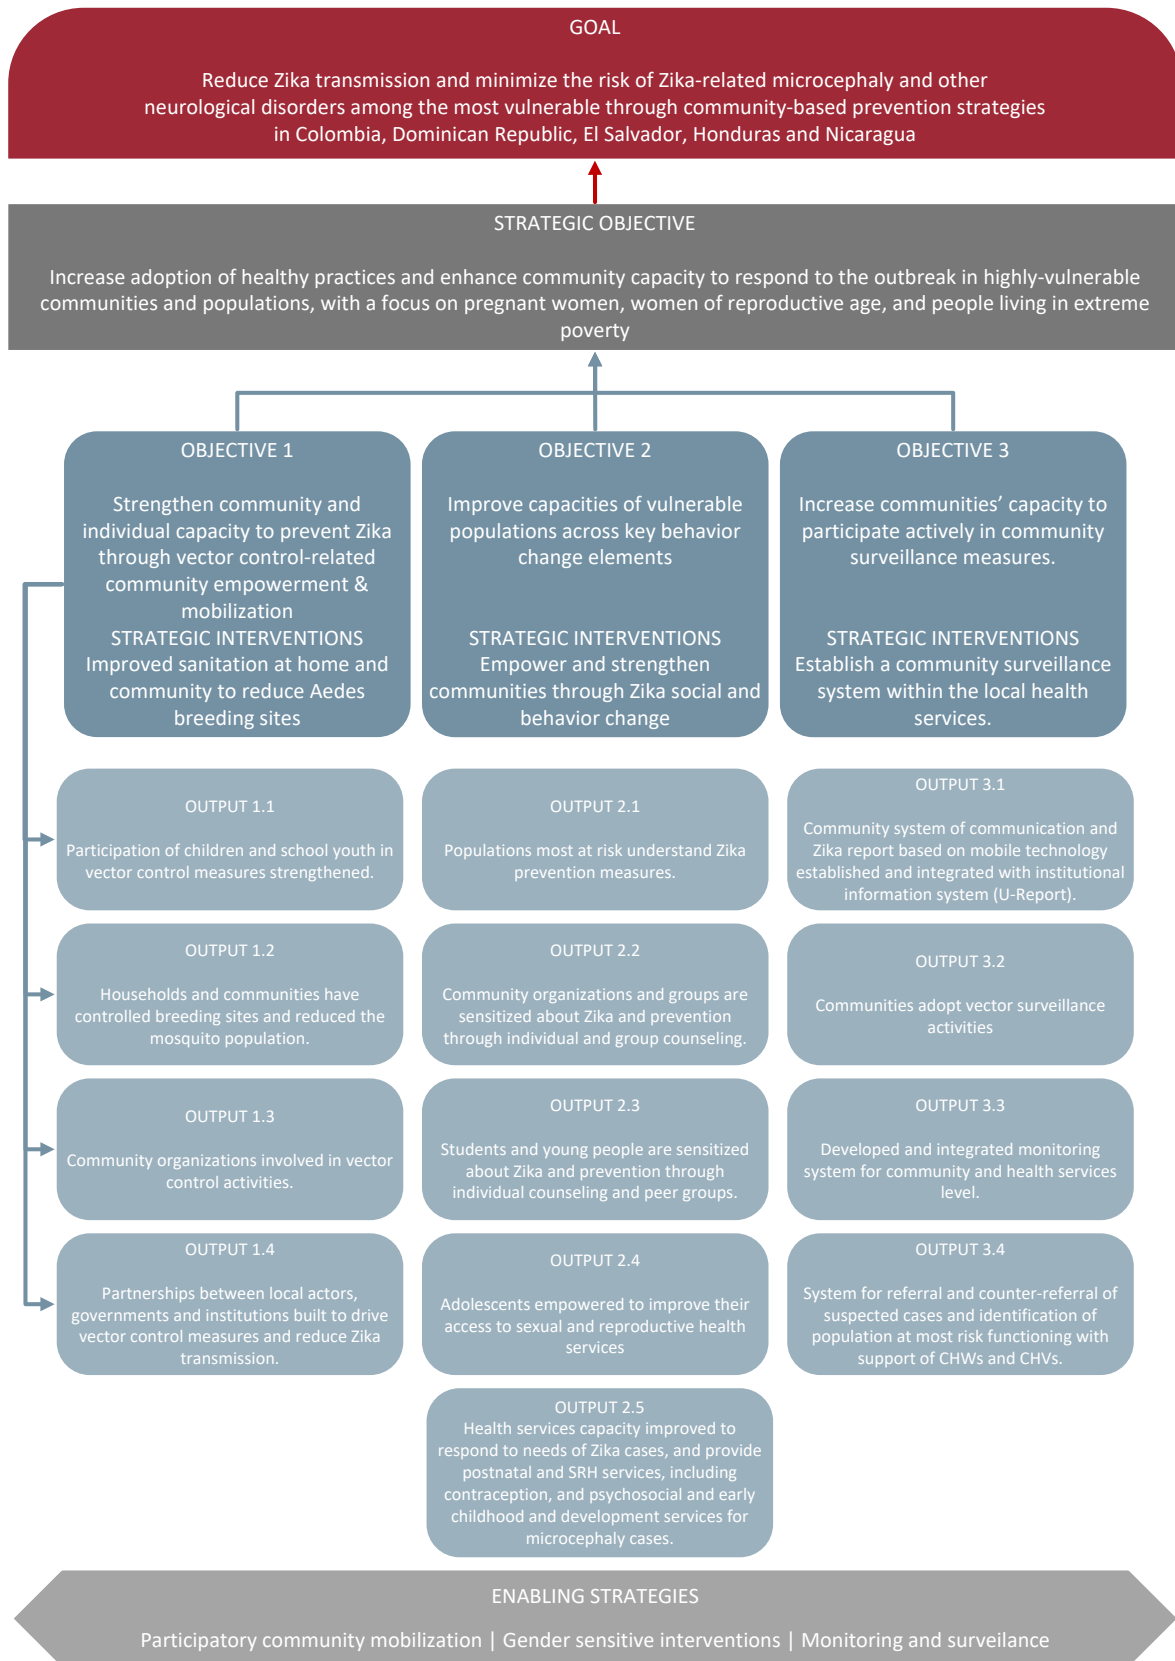 GOAL
Reduce Zika transmission and minimize the risk of Zika-related microcephaly and other
neurological disorders among the most vulnerable through community-based prevention strategies
in Colombia, Dominican Republic, El Salvador, Honduras and Nicaragua
STRATEGIC OBJECTIVE
Increase adoption of healthy practices and enhance community capacity to respond to the outbreak in highly-vulnerable
communities and populations, with a focus on pregnant women, women of reproductive age, and people living in extreme
poverty
OBJECTIVE 1
Strengthen community and
individual capacity to prevent Zika
through vector control-related
community empowerment &
mobilization
STRATEGIC INTERVENTIONS
Improved sanitation at home and
community to reduce Aedes
breeding sites
OBJECTIVE 2
Improve capacities of vulnerable
populations across key behavior
change elements
STRATEGIC INTERVENTIONS
Empower and strengthen
communities through Zika social and
behavior change
OBJECTIVE 3
Increase communities’ capacity to
participate actively in community
surveillance measures.
STRATEGIC INTERVENTIONS
Establish a community surveillance
system within the local health
services.
OUTPUT 1.1
Participation of children and school youth in
vector control measures strengthened.
OUTPUT 2.1
Populations most at risk understand Zika
prevention measures.
OUTPUT 3.1
Community system of communication and
Zika report based on mobile technology
established and integrated with institutional
information system (U-Report).
OUTPUT 1.2
Households and communities have
controlled breeding sites and reduced the
mosquito population.
OUTPUT 2.2
Community organizations and groups are
sensitized about Zika and prevention
through individual and group counseling.
OUTPUT 3.2
Communities adopt vector surveillance
activities
OUTPUT 1.3
Community organizations involved in vector
control activities.
OUTPUT 2.3
Students and young people are sensitized
about Zika and prevention through
individual counseling and peer groups.
OUTPUT 3.3
Developed and integrated monitoring
system for community and health services
level.
OUTPUT 1.4
Partnerships between local actors,
governments and institutions built to drive
vector control measures and reduce Zika
transmission.
OUTPUT 2.4
Adolescents empowered to improve their
access to sexual and reproductive health
services
OUTPUT 3.4
System for referral and counter-referral of
suspected cases and identification of
population at most risk functioning with
support of CHWs and CHVs.
OUTPUT 2.5
Health services capacity improved to
respond to needs of Zika cases, and provide
postnatal and SRH services, including
contraception, and psychosocial and early
childhood and development services for
microcephaly cases.
ENABLING STRATEGIES
Participatory community mobilization | Gender sensitive interventions | Monitoring and surveilance